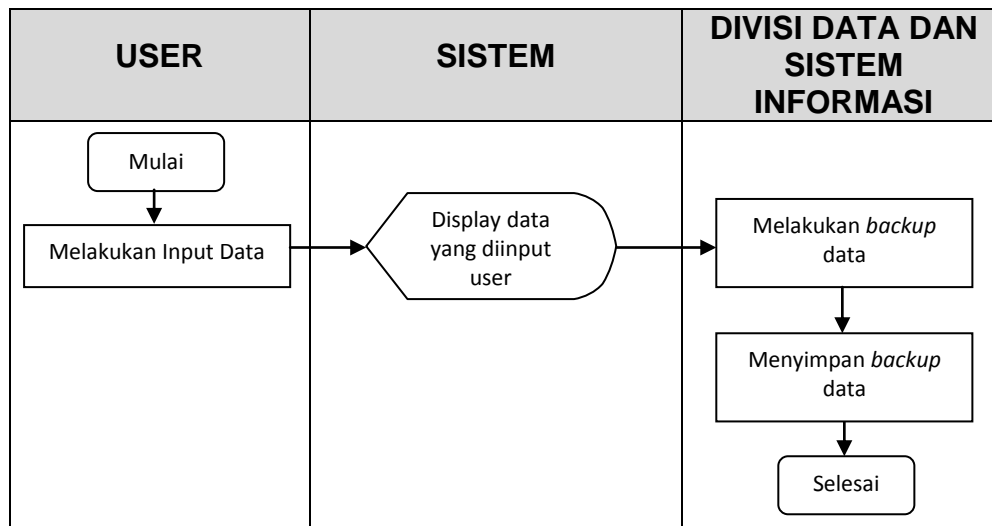 USER
SISTEM
DIVISI DATA DAN
SISTEM
INFORMASI
Mulai
Melakukan Input Data
Display data
yang diinput
user
Melakukan backup
data
Menyimpan backup
data
Selesai